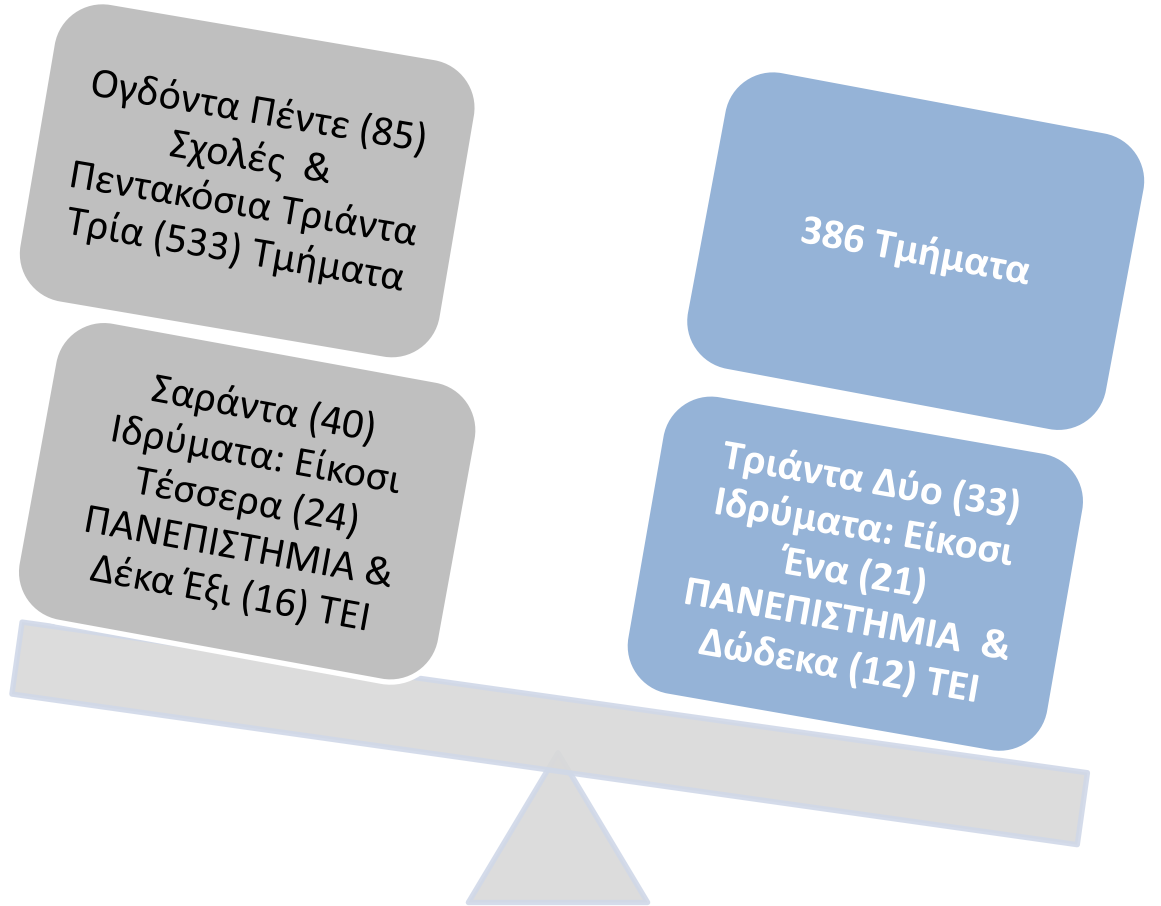 Ογδόντα Πέντε (85)
Σχολές &
Πεντακόσια Τριάντα
Τρία (533) Τμήματα
Σαράντα (40)
Ιδρύματα: Είκοσι
Τέσσερα (24)
ΠΑΝΕΠΙΣΤΗΜΙΑ &
Δέκα Έξι (16) ΤΕΙ
386 Τμήματα
Τριάντα Δύο (33)
Ιδρύματα: Είκοσι
Ένα (21)
ΠΑΝΕΠΙΣΤΗΜΙΑ &
Δώδεκα (12) ΤΕΙ